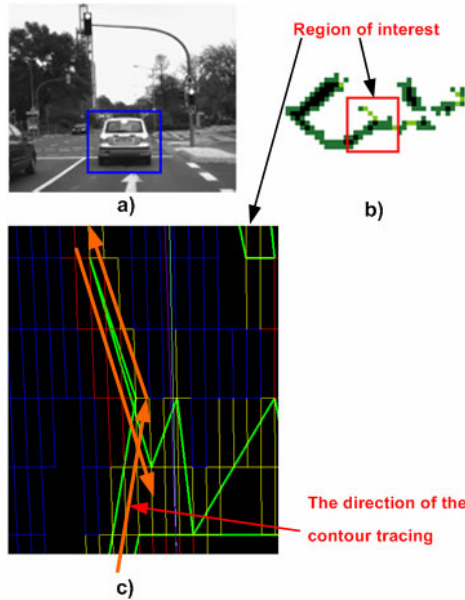 Region of interest
a)
b)
The direction of the
contour tracing
c)